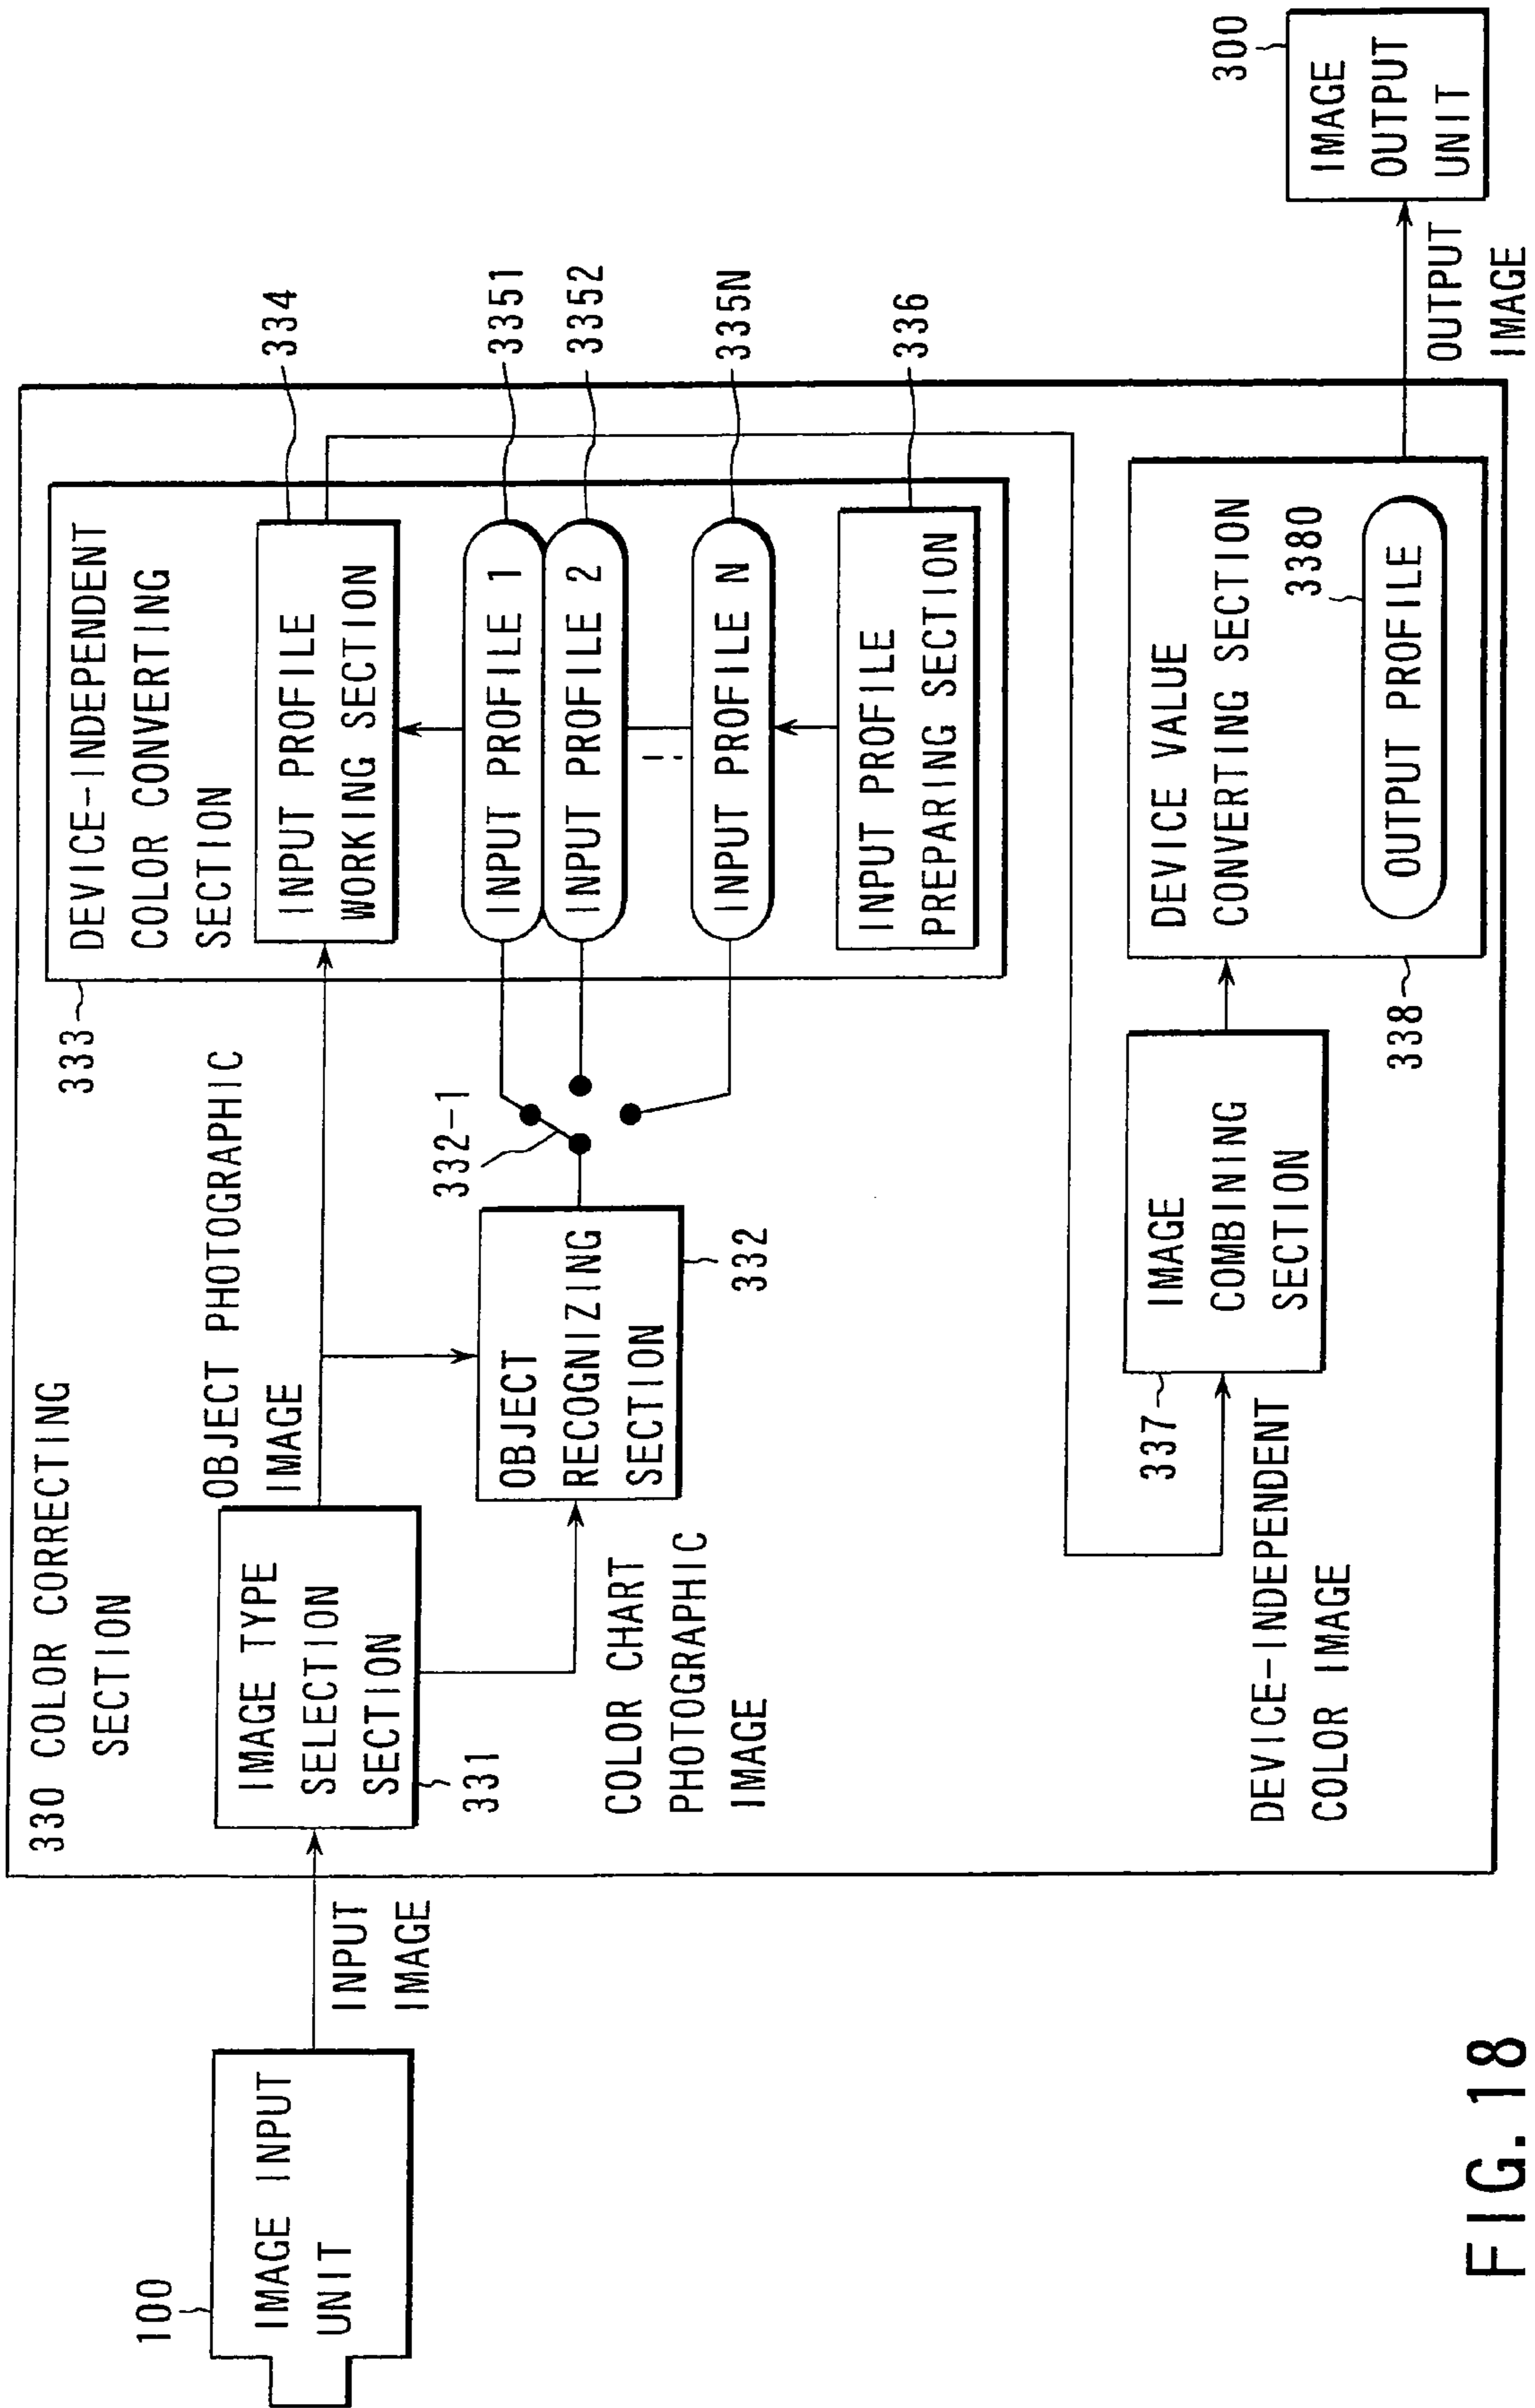 100
IMAGE INPUT
UNIT
INPUT
IMAGE
330 COLOR CORRECTING
SECTION
IMAGE TYPE
SELECTION
SECTION
331
OBJECT PHOTOGRAPHIC
IMAGE
COLOR CHART
PHOTOGRAPHIC
IMAGE
OBJECT
RECOGNIZING
SECTION
332
332-1
333
DEVICE-INDEPENDENT
COLOR CONVERTING
SECTION
INPUT PROFILE
WORKING SECTION
334
INPUT PROFILE 1
3351
INPUT PROFILE 2
3352
INPUT PROFILE N
335N
INPUT PROFILE
PREPARING SECTION
336
DEVICE-INDEPENDENT
COLOR IMAGE
337
IMAGE
COMBINING
SECTION
338
DEVICE VALUE
CONVERTING SECTION
3380
OUTPUT PROFILE
OUTPUT
IMAGE
300
IMAGE
OUTPUT
UNIT
FIG.18